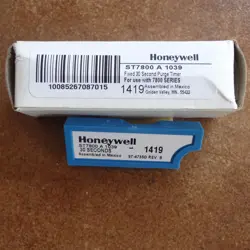 Honeywell
ST7800 A 1039
Fixed 30 Second Purge Timer
For use with 7800 SERIES
1419
Assembled in Mexico
Golden Valley, MN. 55422
10085267087015
Honeywell
ST7800 A 1039
30 SECONDS
1419
Assembled in Mexico